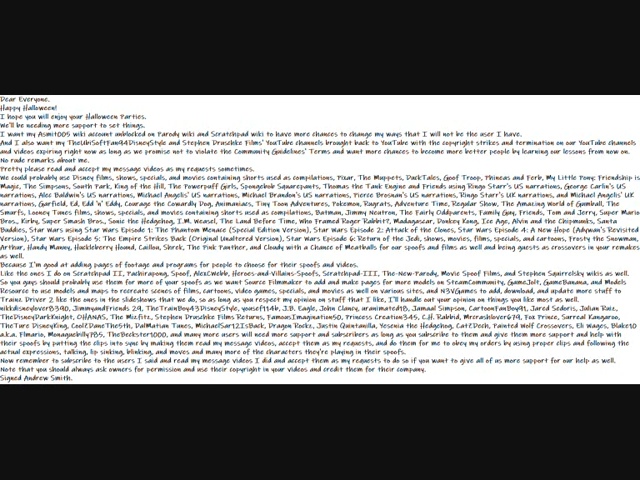 Dear Everyone.
Happy Halloween!
I hope you will enjoy your Halloween Parties.
We'll be needing more support to set things.
I want my Asmit005 wiki account unblocked on Parody wiki and Scratchpad wiki to have more chances to change my ways that I will not be the user I have.
And I also want my TheUbiSoftFan94DisneyStyle and Stephen Druschke Films' YouTube channels brought back to YouTube with the copyright strikes and termination on our YouTube channels
and videos expiring right now as long as we promise not to violate the Community Guidelines' Terms and want more chances to become more better people by learning our lessons from now on.
No rude remarks about me.
Pretty please read and accept my message videos as my requests sometimes.
We could probably use Disney films, shows, specials, and movies containing shorts used as compilations, Pixar, The Muppets, DuckTales, Goof Troop, Phineas and Ferb, My Little Pony: Friendship is
Magic, The Simpsons, South Park, King of the Hill, The Powerpuff Girls, Spongebob Squarepants, Thomas the Tank Engine and Friends using Ringo Starr's US narrations, George Carlin's US
narrations, Alec Baldwin's US narrations, Michael Angelis' US narrations, Michael Brandon's US narrations, Pierce Brosnan's US narrations, Ringo Starr's UK narrations, and Michael Angelis' UK
narrations, Garfield, Ed, Edd 'n' Eddy, Courage the Cowardly Dog, Animaniacs, Tiny Toon Adventures, Pokemon, Rugrats, Adventure Time, Regular Show, The Amazing World of Gumball, The
Smurfs, Looney Tunes films, shows, specials, and movies containing shorts used as compilations, Batman, Jimmy Neutron, The Fairly Oddparents, Family Guy, Friends, Tom and Jerry, Super Mario
Bros., Kirby, Super Smash Bros., Sonic the Hedgehog, I.M. Weasel, The Land Before Time, Who Framed Roger Rabbit?, Madagascar, Donkey Kong, Ice Age, Alvin and the Chipmunks, Santa
Buddies, Star Wars using Star Wars Episode 1: The Phantom Menace (Special Edition Version), Star Wars Episode 2: Attack of the Clones, Star Wars Episode 4: A New Hope (Adywan's Revisited
Version), Star Wars Episode 5: The Empire Strikes Back (Original Unaltered Version), Star Wars Episode 6: Return of the Jedi, shows, movies, films, specials, and cartoons, Frosty the Snowman,
Arthur, Handy Manny, Huckleberry Hound, Caillou, Shrek, The Pink Panther, and Cloudy with a Chance of Meatballs for our spoofs and films as well and being guests as crossovers in your remakes
as well.
Because I'm good at adding pages of footage and programs for people to choose for their spoofs and videos.
Like the ones I do on Scratchpad II, Pachirapong, Spoof, AlexCwehb, Heroes-and-Villains-Spoofs, Scratchpad-III, The-New-Parody, Movie Spoof Films, and Stephen Squirrelsky wikis as well.
So you guys should probably use them for more of your spoofs as we want Source Filmmaker to add and make pages for more models on SteamCommunity, GameJolt, GameBanana, and Models
Resource to use models and maps to recreate scenes of films, cartoons, video games, specials, and movies as well on various sites, and N3VGames to add, download, and update more stuff to
Trainz Driver 2 like the ones in the slideshows that we do, so as long as you respect my opinion on stuff that I like, I'll handle out your opinion on things you like most as well.
nikkdisneylover8390, JimmyandFriends 29, TheTrainBoy43DisneyStyle, yousef114b, J.B. Eagle, John Clancy, araminated1B, Jamaal Simpson, CartoonFanBoy91, Jared Sedoris, Julian Ruiz,
TheDisneyDarkKnight, OHANAS, The Mizfitz, Stephen Druschke Films Returns, FamousImagination50, Princess Creation345, C.H. Rabbid, Mrcrashlover674, Fox Prince, Surreal Kangaroo,
TheTure DisneyKing, CoolZDaneThe5th, DalMatian Times, MichaelSar12IsBack, Dragon Rockz, Justin Quintanilla, Yesenia the Hedgehog, CatzDech, Painted Wolf Crossovers, Eli Wages, Blake10
a.k.a. Flmario, Monagaebilly785, TheBeckster1000, and many more users will need more support and subscribers as long as you subscribe to them and give them more support and help with
their spoofs by putting the clips into sync by making them read my message videos, accept them as my requests, and do them for me to obey my orders by using proper clips and following the
actual expressions, talking, lip sinking, blinking, and moves and many more of the characters they're playing in their spoofs.
Now remember to subscribe to the users I said and read my message videos I did and accept them as my requests to do so if you want to give all of us more support for our help as well.
Note that you should always ask owners for permission and use their copyright in your videos and credit them for their company.
Signed Andrew Smith.